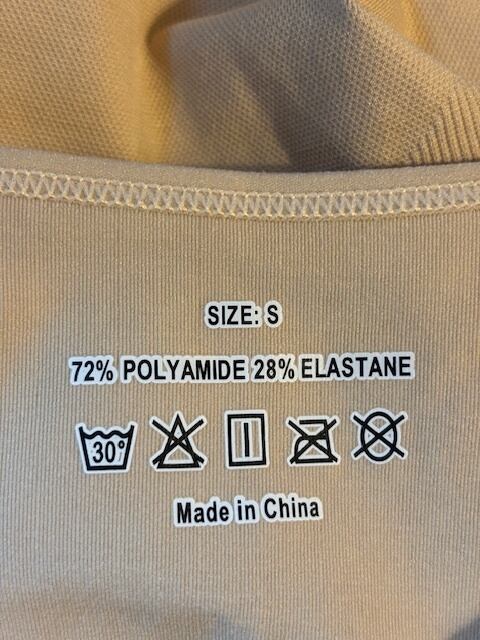 SIZE: S
72% POLYAMIDE 28% ELASTANE
30°
Made in China